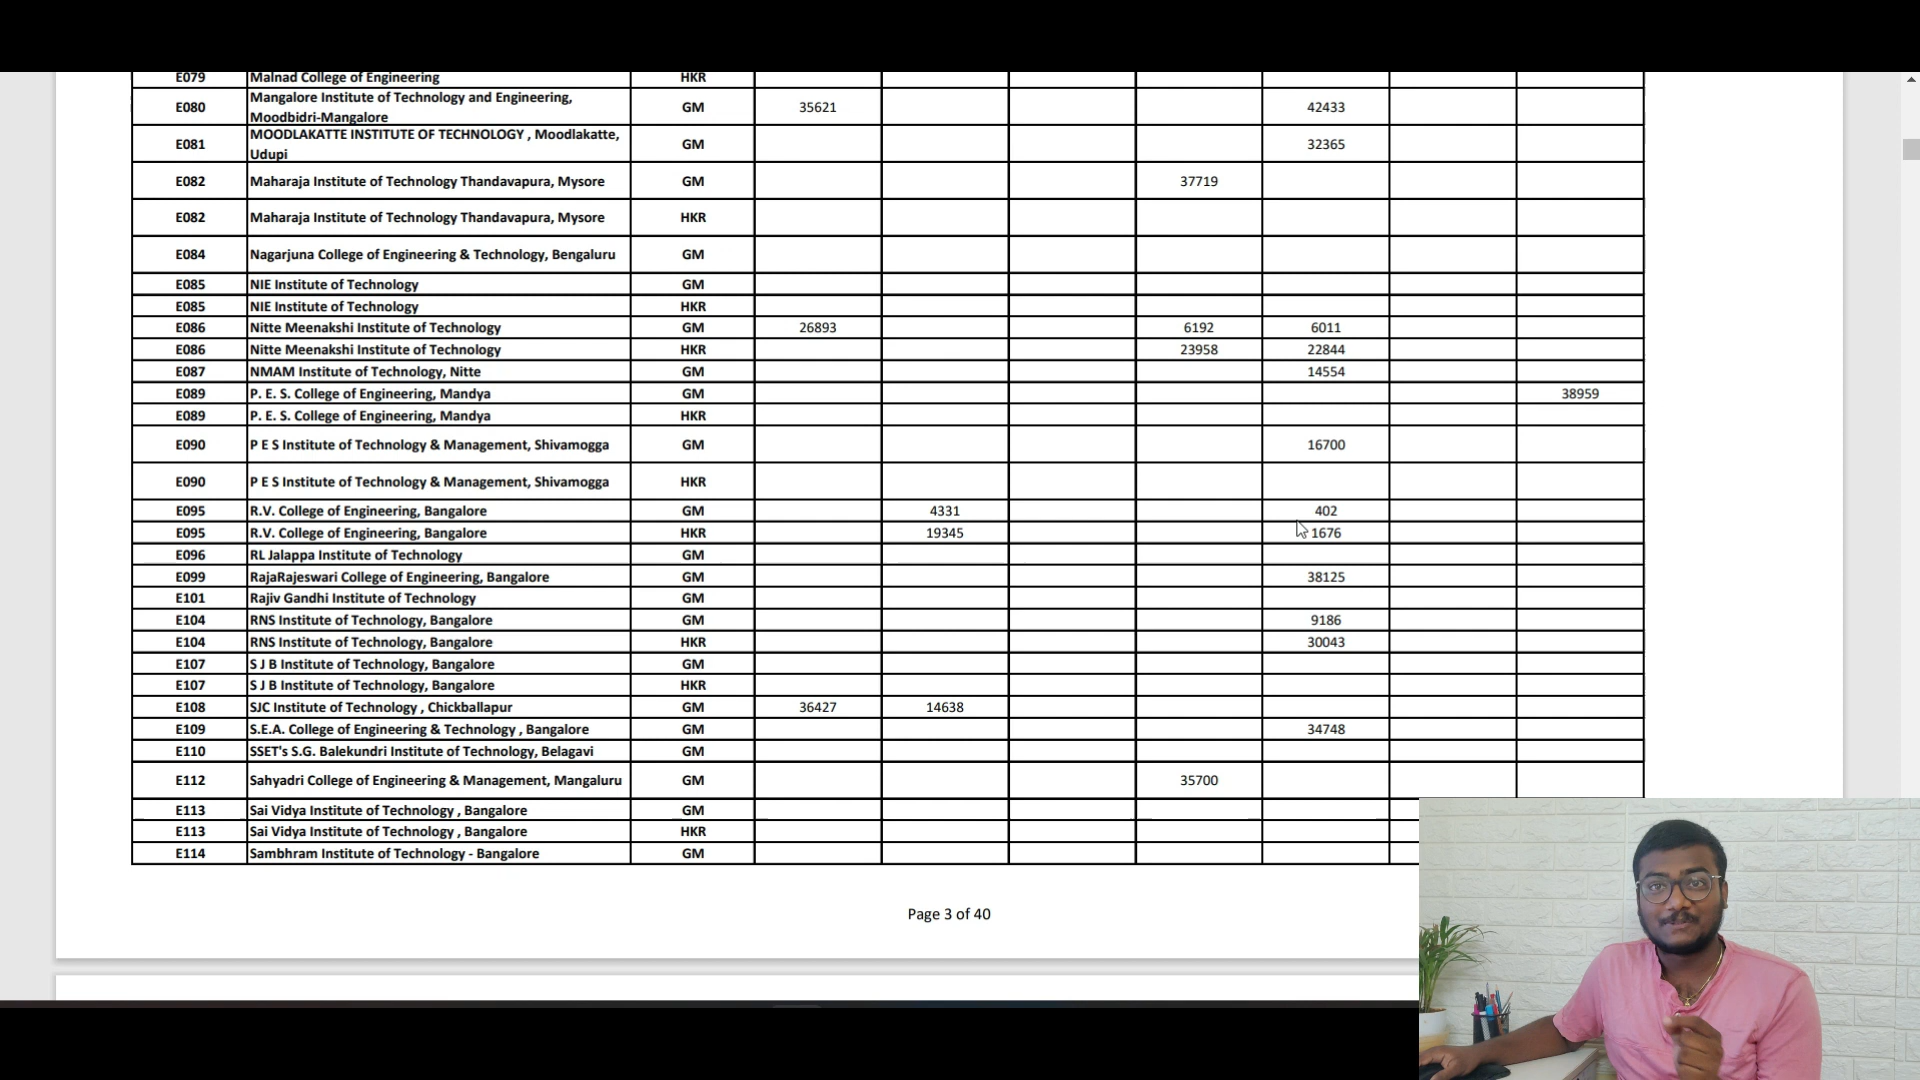 E079 Malnad College of Engineering HKR
E080 Mangalore Institute of Technology and Engineering, Moodbidri-Mangalore GM 35621 42433
E081 MOODLAKATTE INSTITUTE OF TECHNOLOGY , Moodlakatte, Udupi GM 32365
E082 Maharaja Institute of Technology Thandavapura, Mysore GM 37719
E082 Maharaja Institute of Technology Thandavapura, Mysore HKR
E084 Nagarjuna College of Engineering & Technology, Bengaluru GM
E085 NIE Institute of Technology GM
E085 NIE Institute of Technology HKR
E086 Nitte Meenakshi Institute of Technology GM 26893 6192 6011
E086 Nitte Meenakshi Institute of Technology HKR 23958 22844
E087 NMAM Institute of Technology, Nitte GM 14554
E089 P. E. S. College of Engineering, Mandya GM 38959
E089 P. E. S. College of Engineering, Mandya HKR
E090 P E S Institute of Technology & Management, Shivamogga GM 16700
E090 P E S Institute of Technology & Management, Shivamogga HKR
E095 R.V. College of Engineering, Bangalore GM 4331 402
E095 R.V. College of Engineering, Bangalore HKR 19345 1676
E096 RL Jalappa Institute of Technology GM
E099 RajaRajeswari College of Engineering, Bangalore GM 38125
E101 Rajiv Gandhi Institute of Technology GM
E104 RNS Institute of Technology, Bangalore GM 9186
E104 RNS Institute of Technology, Bangalore HKR 30043
E107 S J B Institute of Technology, Bangalore GM
E107 S J B Institute of Technology, Bangalore HKR
E108 SJC Institute of Technology , Chickballapur GM 36427 14638
E109 S.E.A. College of Engineering & Technology , Bangalore GM 34748
E110 SSET's S.G. Balekundri Institute of Technology, Belagavi GM
E112 Sahyadri College of Engineering & Management, Mangaluru GM 35700
E113 Sai Vidya Institute of Technology , Bangalore GM
E113 Sai Vidya Institute of Technology , Bangalore HKR
E114 Sambhram Institute of Technology - Bangalore GM
Page 3 of 40